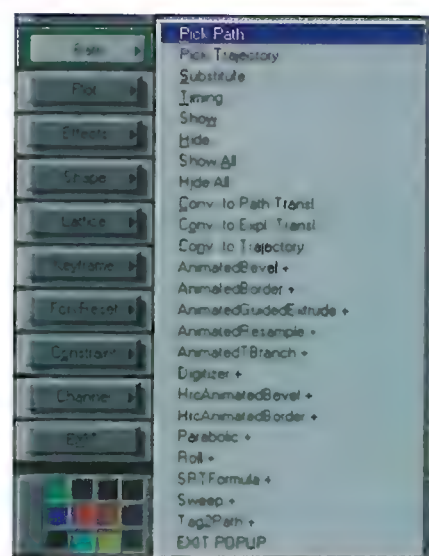 Path
Plot
Effects
Shape
Lattice
Keyframe
Constraint
Channel
Exit
Pick Path
Pick Trajectory
Substitute
Timing
Show
Hide
Show All
Hide All
Conv. to Path Transl
Conv. to Expl. Transl
Conv. to Trajectory
AnimatedBevel +
AnimatedBorder +
AnimatedGuidedExtrude +
AnimatedResample +
AnimatedTBranch +
Digitizer +
HrcAnimatedBevel +
HrcAnimatedBorder +
Parabolic +
Roll +
SRTFormula +
Sweep +
Tag2Path +
EXIT POPUP